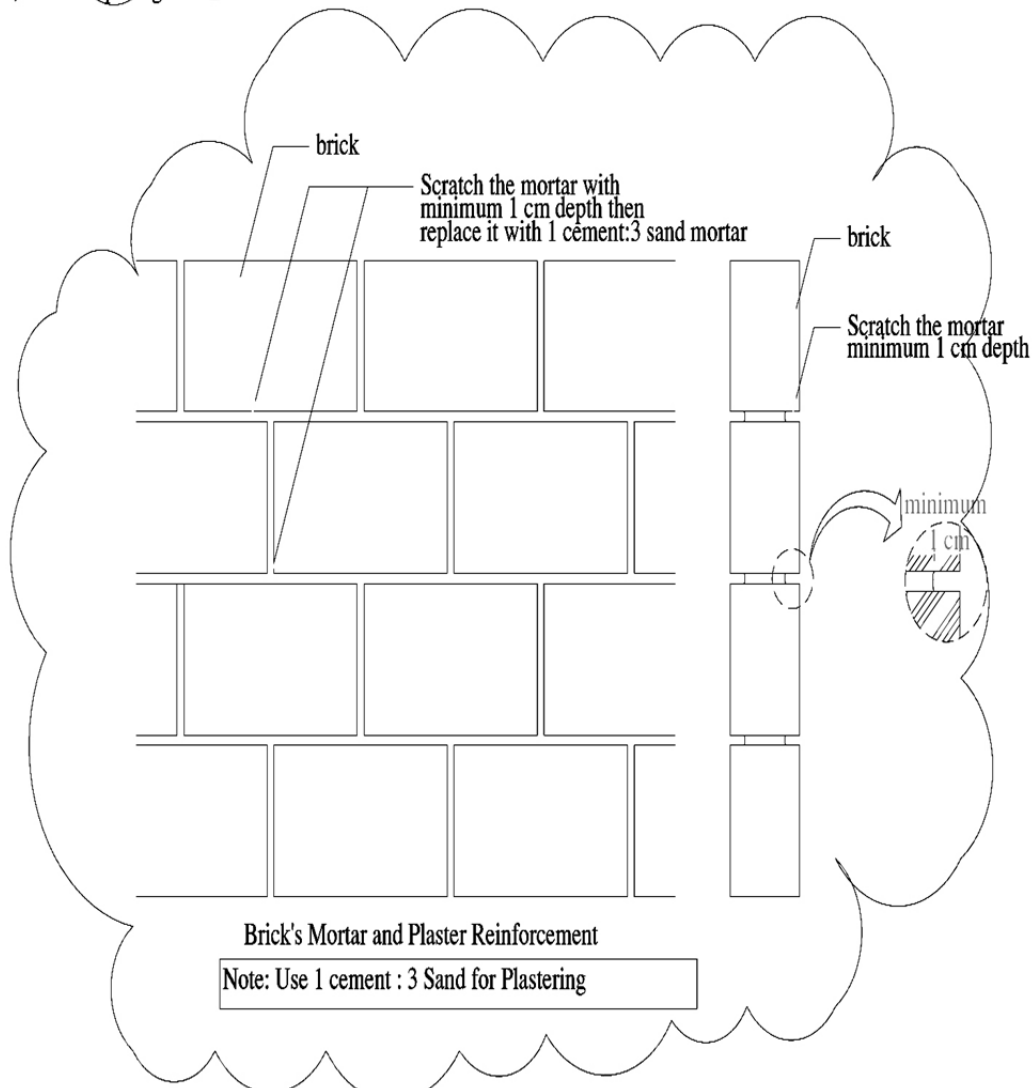 brick
Scratch the mortar with
minimum 1 cm depth then
replace it with 1 cement:3 sand mortar
brick
Scratch the mortar
minimum 1 cm depth
minimum
1 cm
Brick's Mortar and Plaster Reinforcement
Note: Use 1 cement : 3 Sand for Plastering